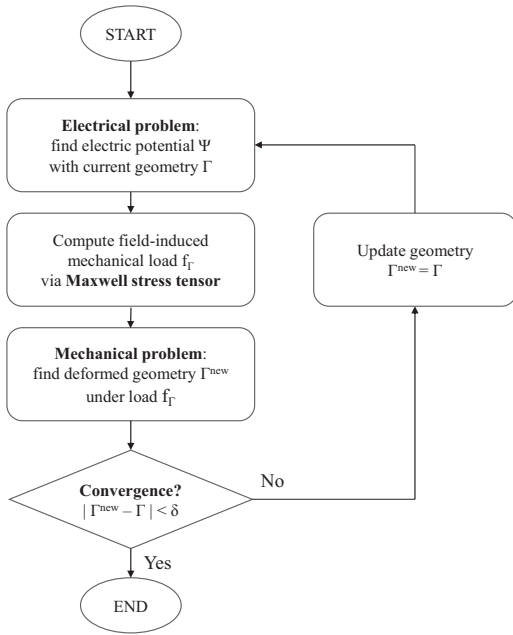 START
Electrical problem:
find electric potential Ψ
with current geometry Γ
Compute field-induced
mechanical load f_Γ
via Maxwell stress tensor
Update geometry
Γ^new = Γ
Mechanical problem:
find deformed geometry Γ^new
under load f_Γ
Convergence?
| Γ^new – Γ | < δ
No
Yes
END